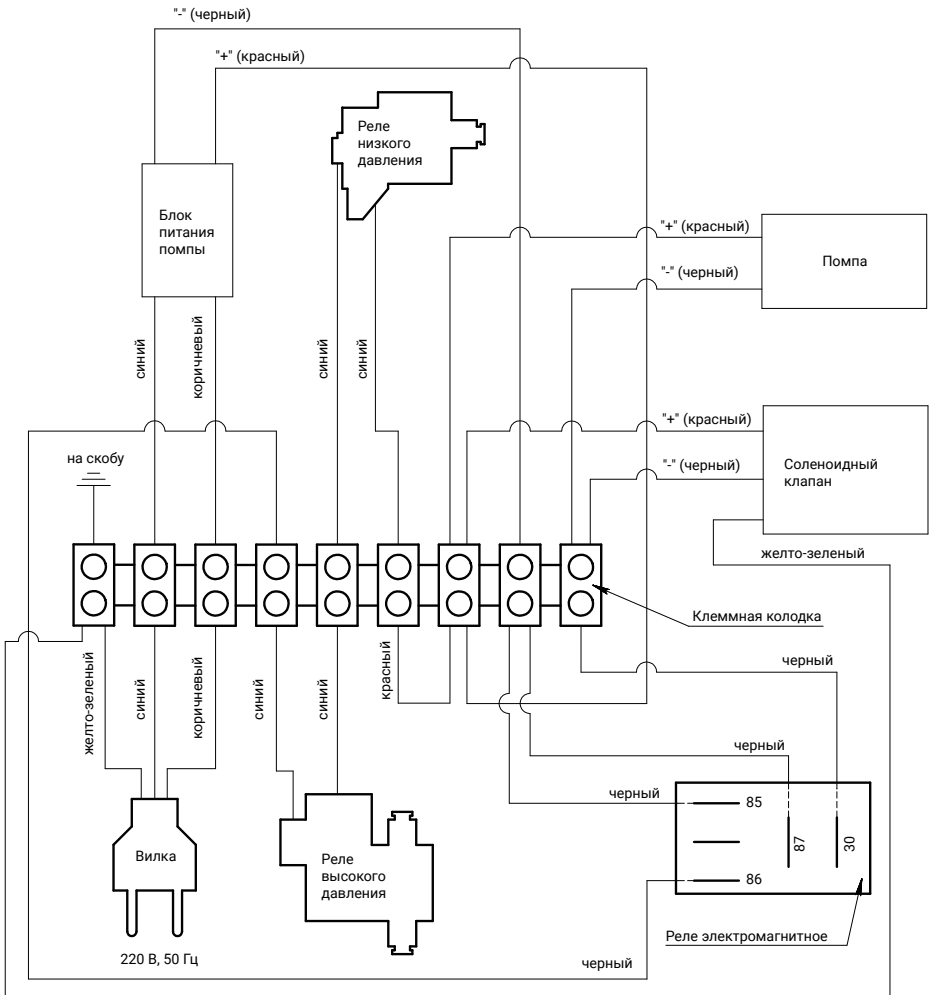 "-" (черный)
"+" (красный)
Реле
низкого
давления
Блок
питания
помпы
"+" (красный)
Помпа
"-" (черный)
синий
коричневый
синий
синий
"+" (красный)
"-" (черный)
Соленоидный
клапан
на скобу
желто-зеленый
Клеммная колодка
желто-зеленый
синий
коричневый
синий
синий
красный
черный
черный
черный
85
87
30
86
Вилка
Реле
высокого
давления
Реле электромагнитное
220 В, 50 Гц
черный